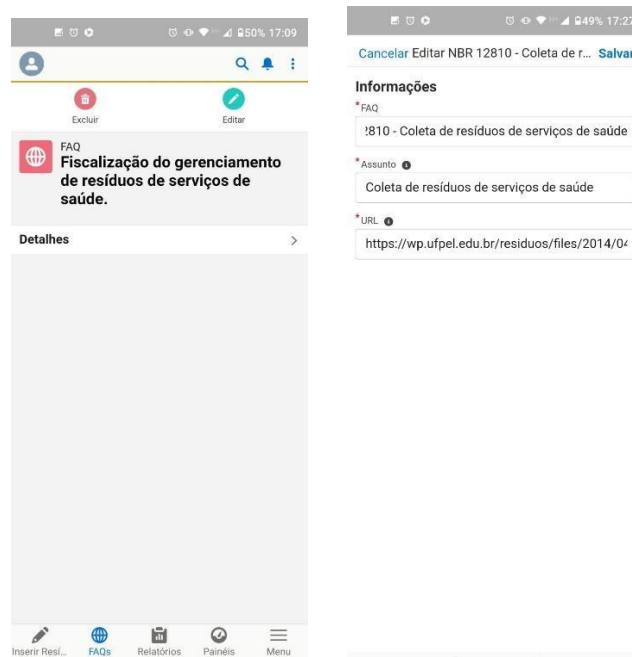 50% 17:09
Excluir
Editar
FAQ
Fiscalização do gerenciamento
de resíduos de serviços de
saúde.
Detalhes
Inserir Resí...
FAQs
Relatórios
Painéis
Menu
49% 17:27
Cancelar Editar NBR 12810 - Coleta de r... Salvar
Informações
*FAQ
!810 - Coleta de resíduos de serviços de saúde
*Assunto
Coleta de resíduos de serviços de saúde
*URL
https://wp.ufpel.edu.br/residuos/files/2014/04